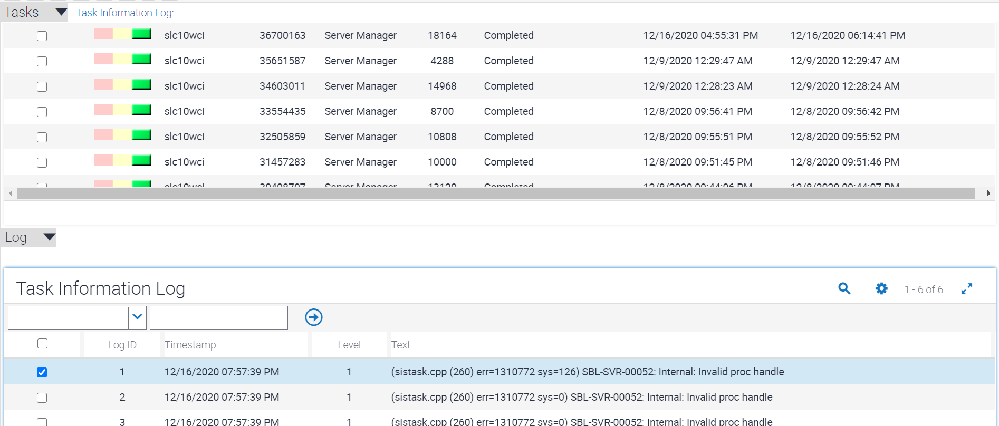 Tasks Task Information Log:
slc10wci 36700163 Server Manager 18164 Completed 12/16/2020 04:55:31 PM 12/16/2020 06:14:41 PM
slc10wci 35651587 Server Manager 4288 Completed 12/9/2020 12:29:47 AM 12/9/2020 12:29:47 AM
slc10wci 34603011 Server Manager 14968 Completed 12/9/2020 12:28:23 AM 12/9/2020 12:28:24 AM
slc10wci 33554435 Server Manager 8700 Completed 12/8/2020 09:56:41 PM 12/8/2020 09:56:42 PM
slc10wci 32505859 Server Manager 10808 Completed 12/8/2020 09:55:51 PM 12/8/2020 09:55:52 PM
slc10wci 31457283 Server Manager 10000 Completed 12/8/2020 09:51:45 PM 12/8/2020 09:51:46 PM
slc10wci Server Manager Completed
Log
Task Information Log 1 - 6 of 6
Log ID Timestamp Level Text
1 12/16/2020 07:57:39 PM 1 (sistask.cpp (260) err=1310772 sys=126) SBL-SVR-00052: Internal: Invalid proc handle
2 12/16/2020 07:57:39 PM 1 (sistask.cpp (260) err=1310772 sys=0) SBL-SVR-00052: Internal: Invalid proc handle
3 12/16/2020 07:57:39 PM 1 (sistask.cpp (260) err=1310772 sys=0) SBL-SVR-00052: Internal: Invalid proc handle